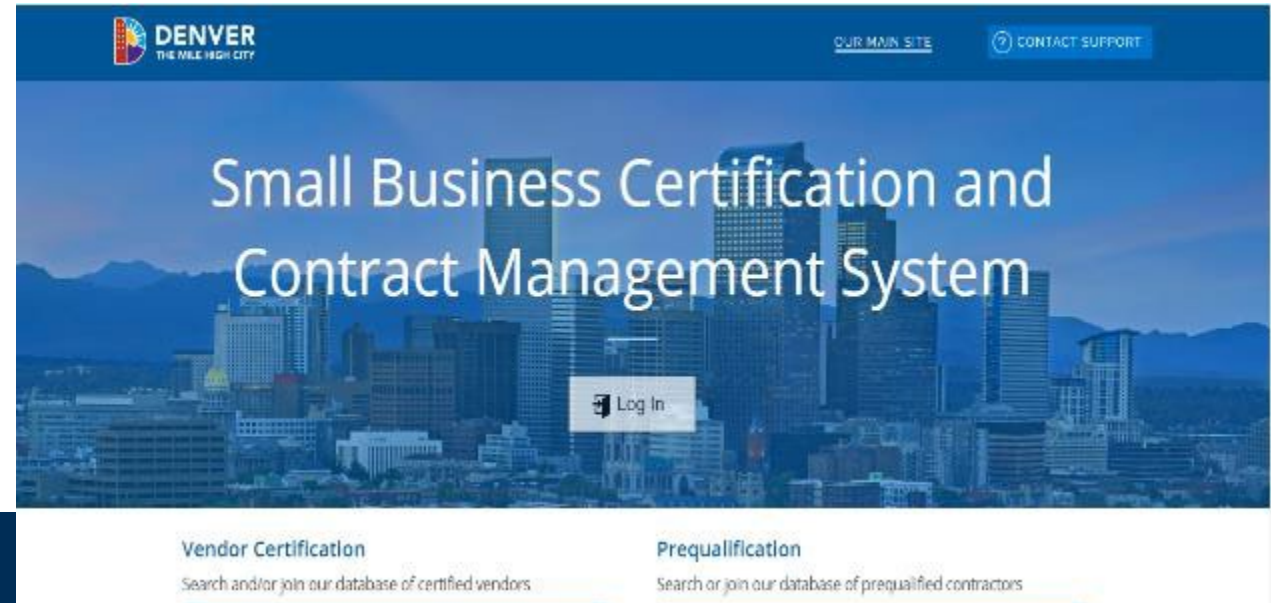 DENVER
THE MILE HIGH CITY
OUR MAIN SITE
? CONTACT SUPPORT
Small Business Certification and
Contract Management System
Log In
Vendor Certification
Prequalification
Search and/or join our database of certified vendors
Search or join our database of prequalified contractors